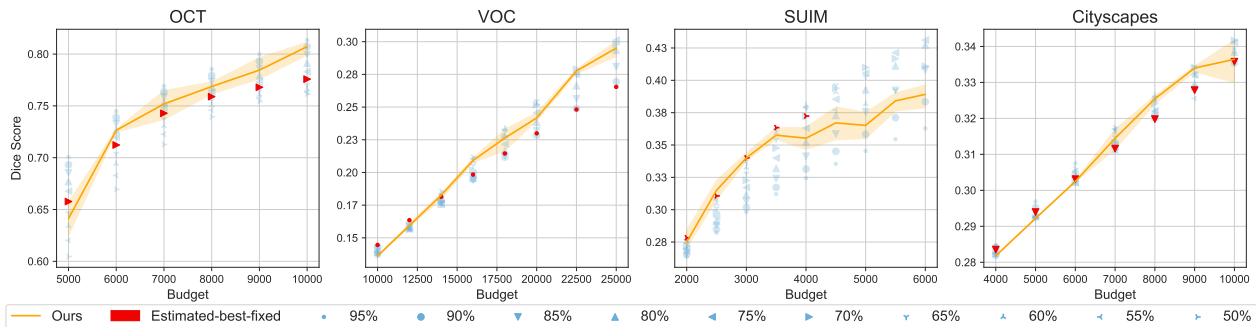 OCT VOC SUIM Cityscapes
Dice Score
0.80
0.75
0.70
0.65
0.60
5000 6000 7000 8000 9000 10000
Budget
0.30
0.28
0.25
0.23
0.20
0.17
0.15
10000 12500 15000 17500 20000 22500 25000
Budget
0.43
0.40
0.38
0.35
0.33
0.30
0.28
2000 3000 4000 5000 6000
Budget
0.34
0.33
0.32
0.31
0.30
0.29
0.28
4000 5000 6000 7000 8000 9000 10000
Budget
Ours Estimated-best-fixed 95% 90% 85% 80% 75% 70% 65% 60% 55% 50%